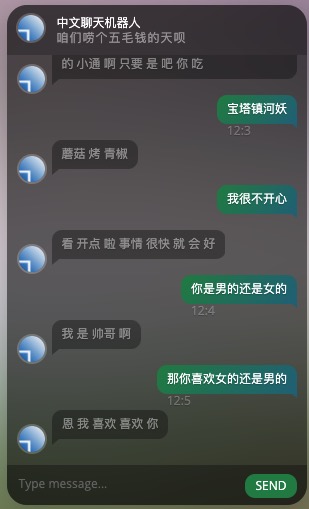 中文聊天机器人
咱们唠个五毛钱的天呗
的 小通 啊 只要 是 吧 你 吃
宝塔镇河妖
12:3
蘑菇 烤 青椒
我很不开心
看 开点 啦 事情 很快 就 会 好
你是男的还是女的
12:4
我 是 帅哥 啊
那你喜欢女的还是男的
12:5
恩 我 喜欢 喜欢 你
Type message…
SEND